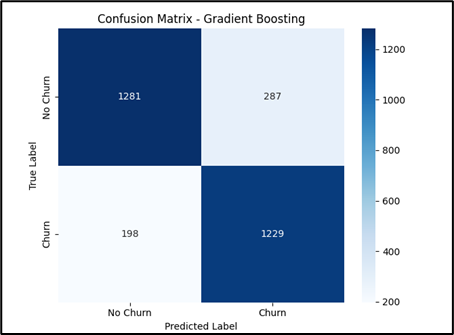 Confusion Matrix - Gradient Boosting
No Churn
1281
287
Churn
198
1229
True Label
No Churn
Churn
Predicted Label
1200
1000
800
600
400
200